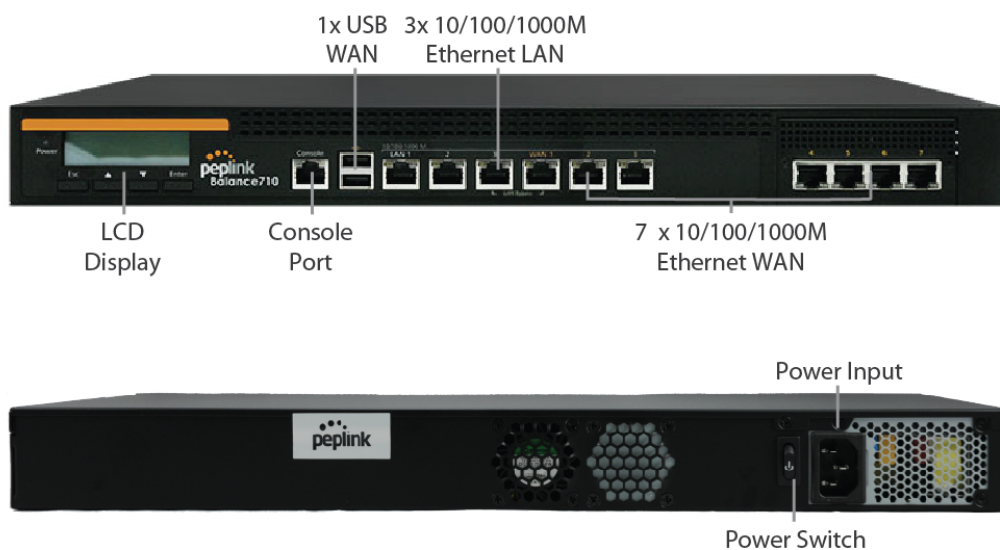 1x USB
WAN
3x 10/100/1000M
Ethernet LAN
Power
Esc
Enter
peplink
Balance710
Console
LAN 1
2
3
WAN 1
2
3
4
5
6
7
LCD
Display
Console
Port
7 x 10/100/1000M
Ethernet WAN
Power Input
peplink
Power Switch